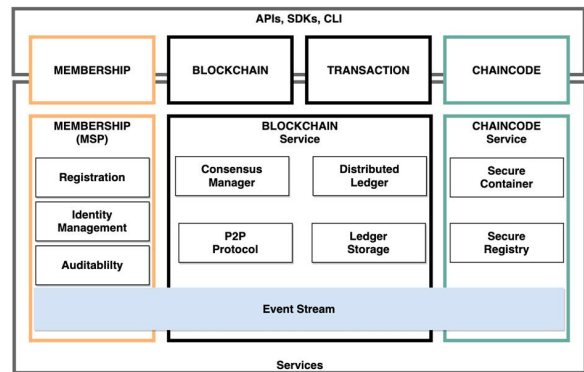 APIs, SDKs, CLI
MEMBERSHIP
BLOCKCHAIN
TRANSACTION
CHAINCODE
MEMBERSHIP
(MSP)
Registration
Identity
Management
Auditablilty
BLOCKCHAIN
Service
Consensus
Manager
Distributed
Ledger
P2P
Protocol
Ledger
Storage
CHAINCODE
Service
Secure
Container
Secure
Registry
Event Stream
Services